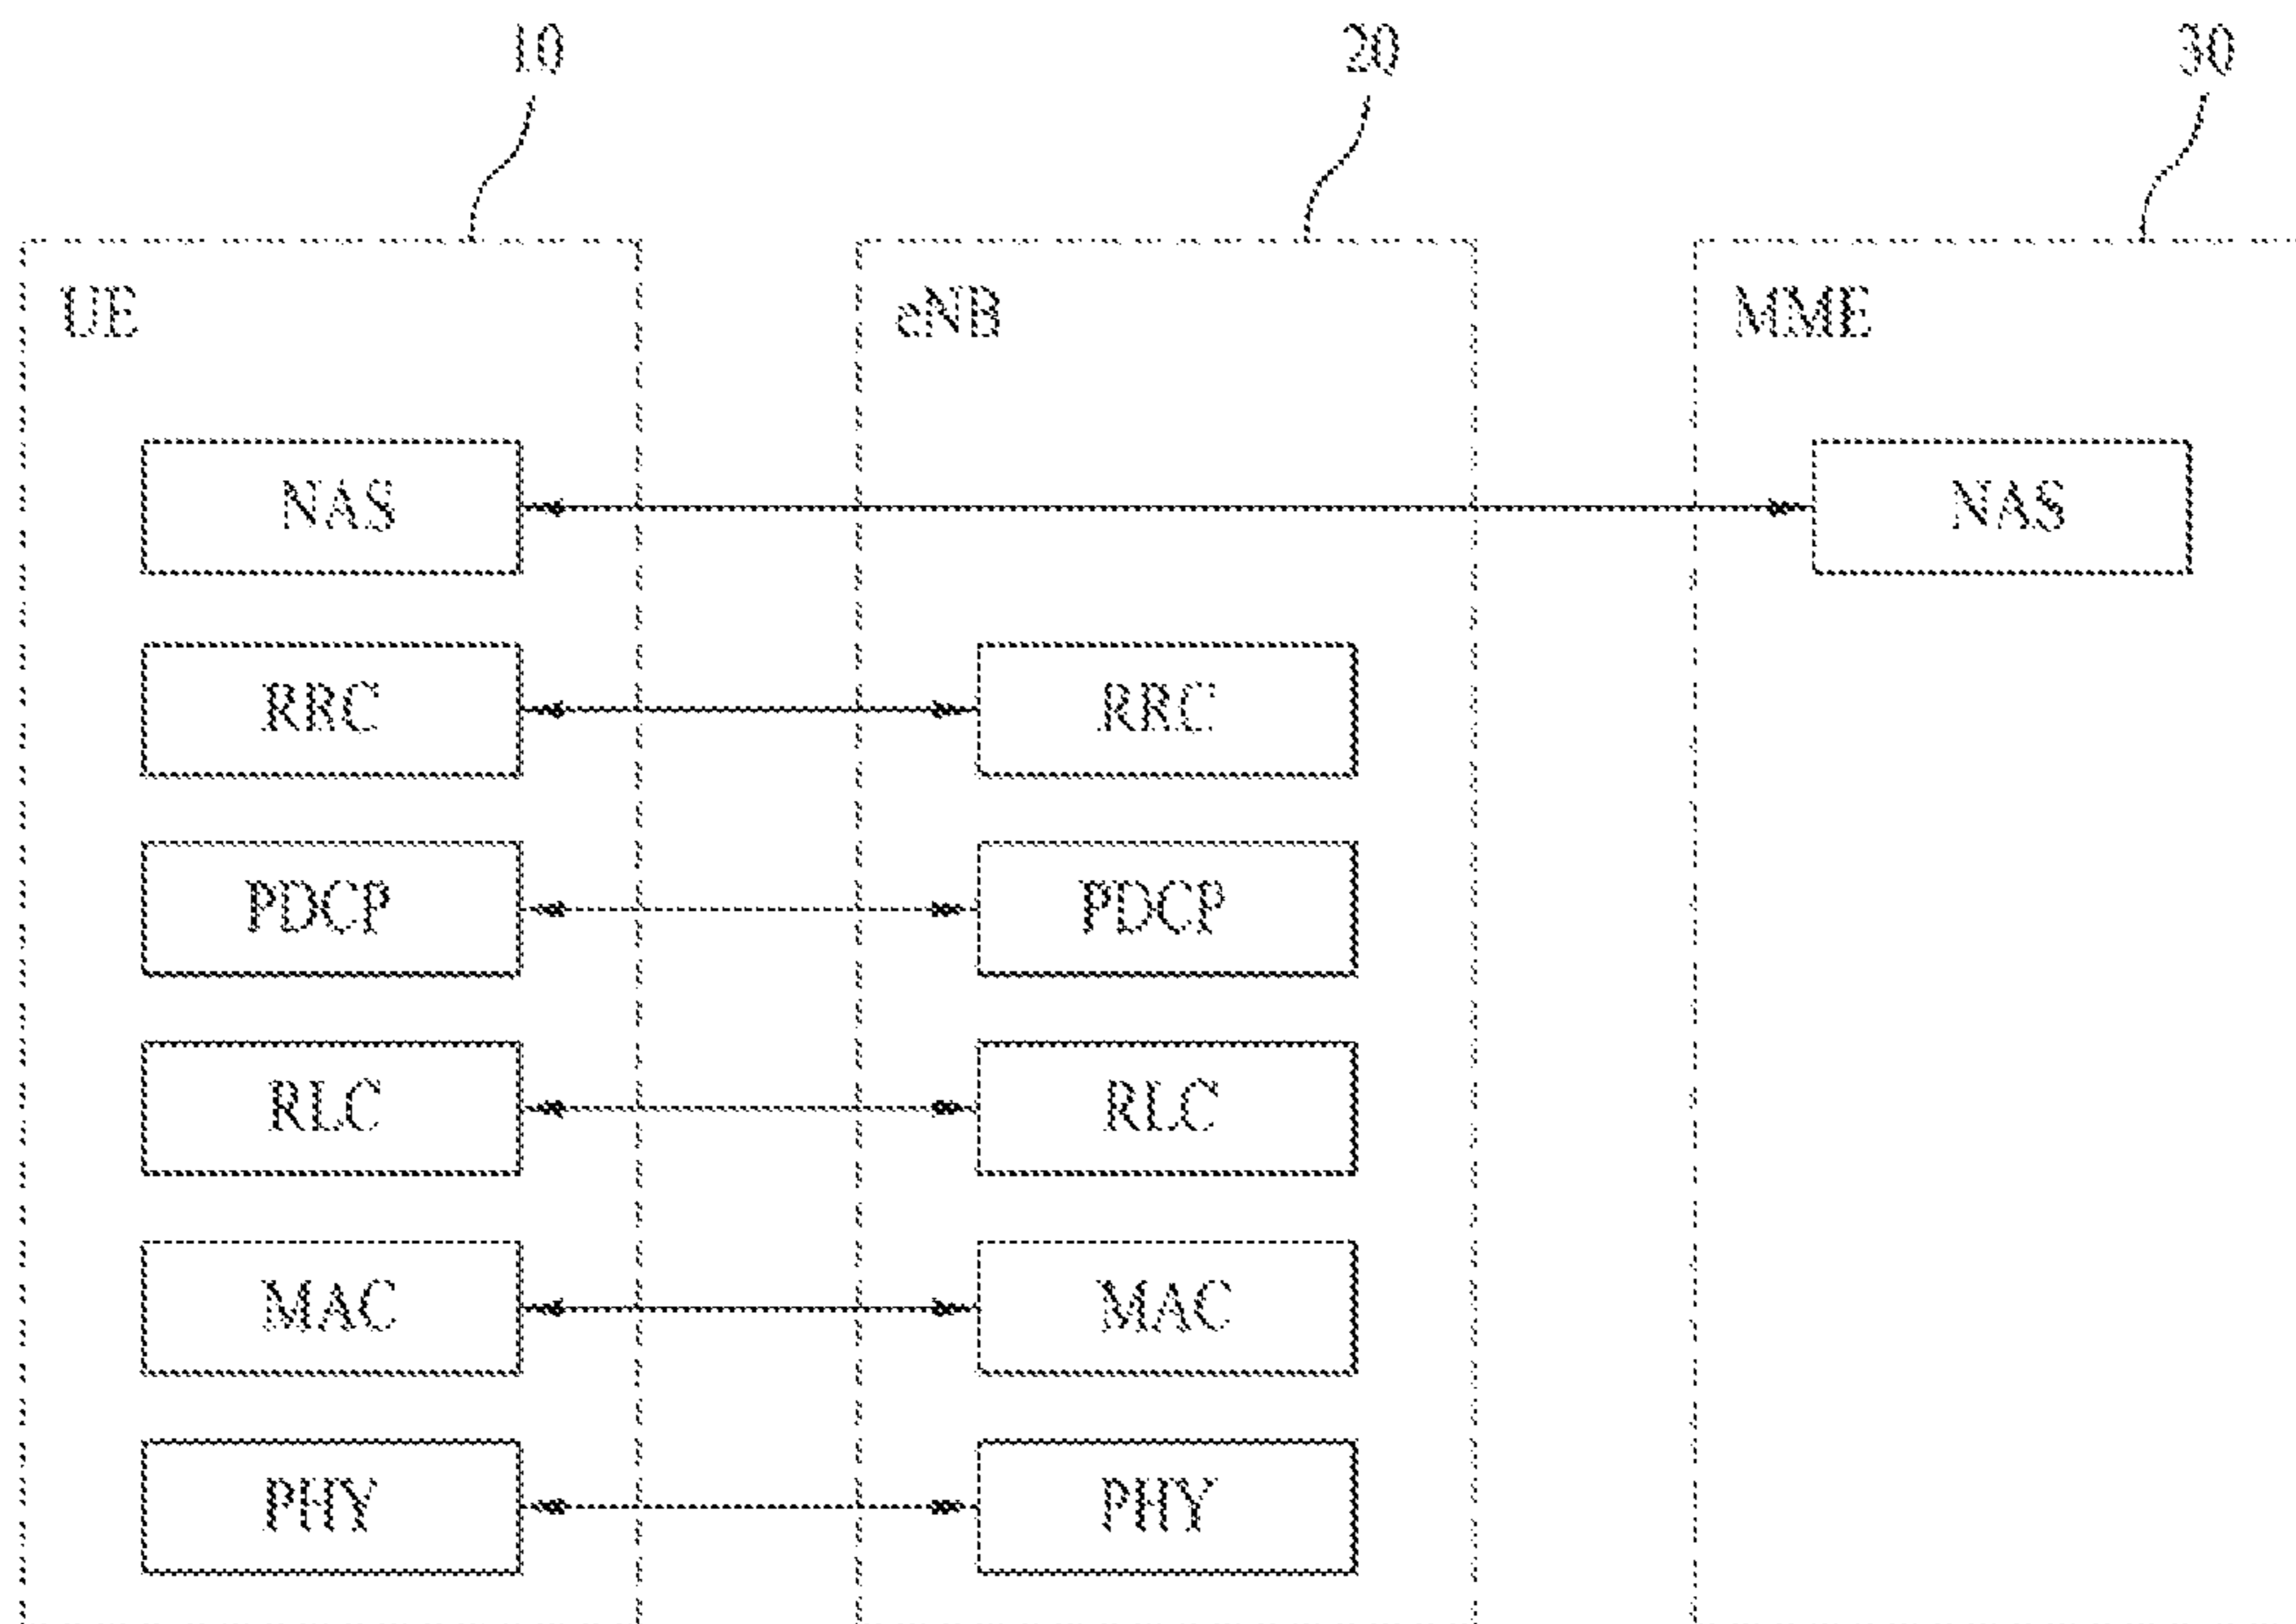 10 20 30
UE eNB MME
NAS NAS
RRC RRC
PDCP PDCP
RLC RLC
MAC MAC
PHY PHY